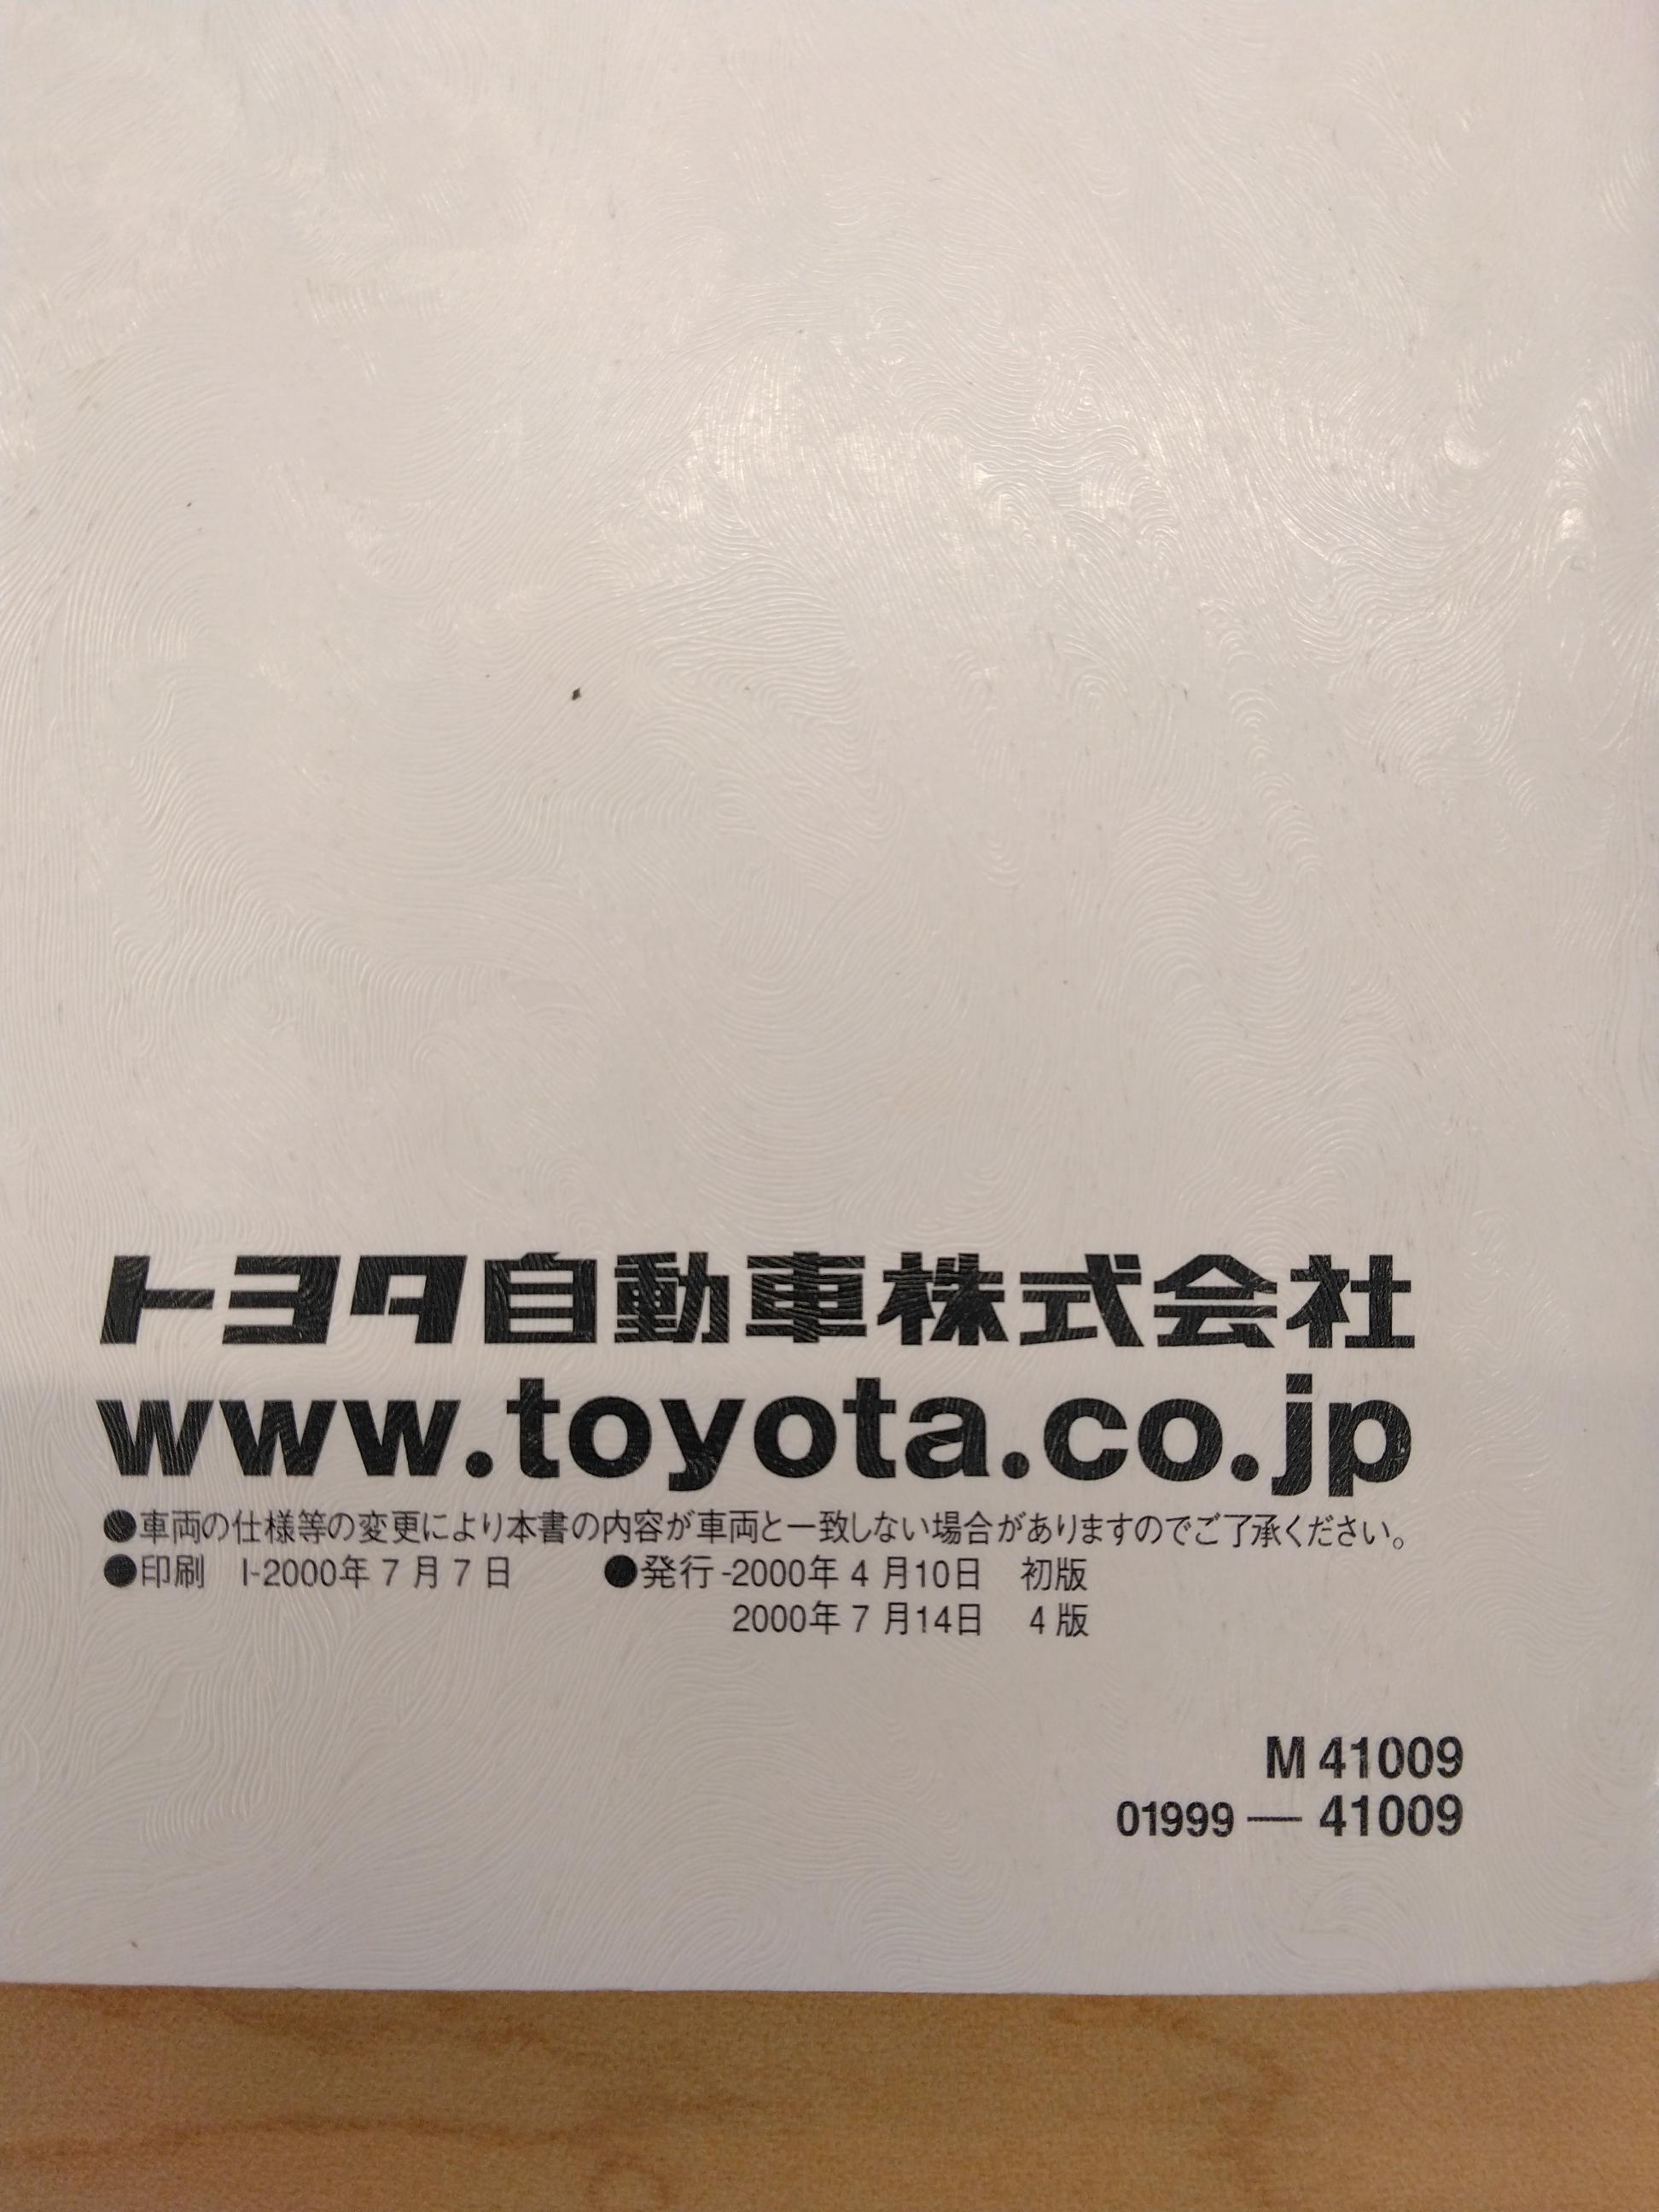 トヨタ自動車株式会社
www.toyota.co.jp
●車両の仕様等の変更により本書の内容が車両と一致しない場合がありますのでご了承ください。
●印刷　I-2000年 7 月 7 日　　●発行-2000年 4 月10日　初版
2000年 7 月14日　4 版
M 41009
01999 — 41009